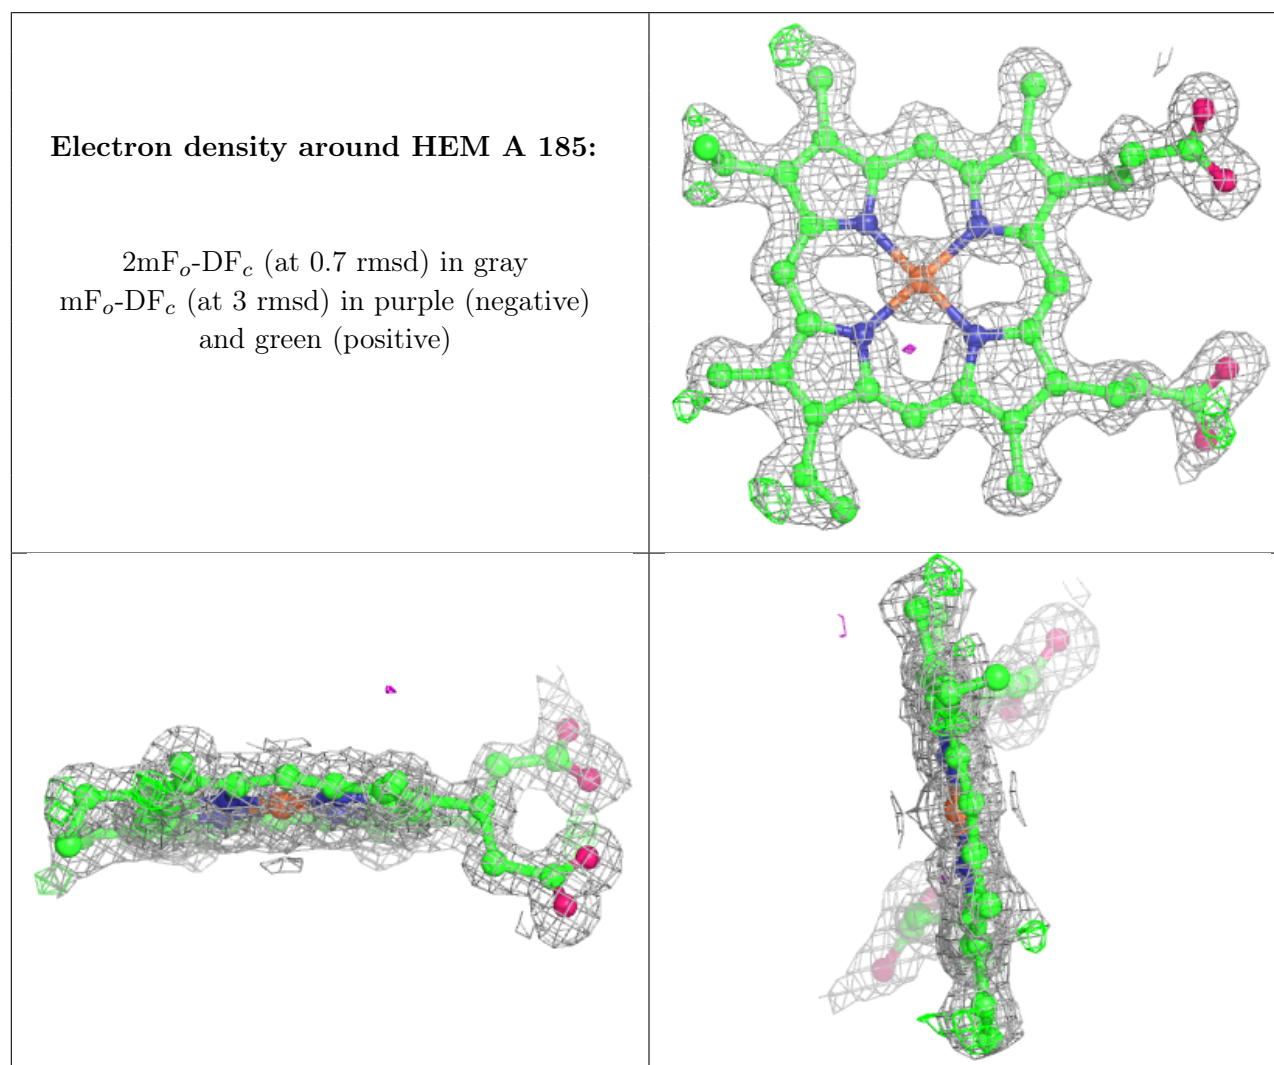 Electron density around HEM A 185:
2mFo-DFc (at 0.7 rmsd) in gray
mFo-DFc (at 3 rmsd) in purple (negative)
and green (positive)